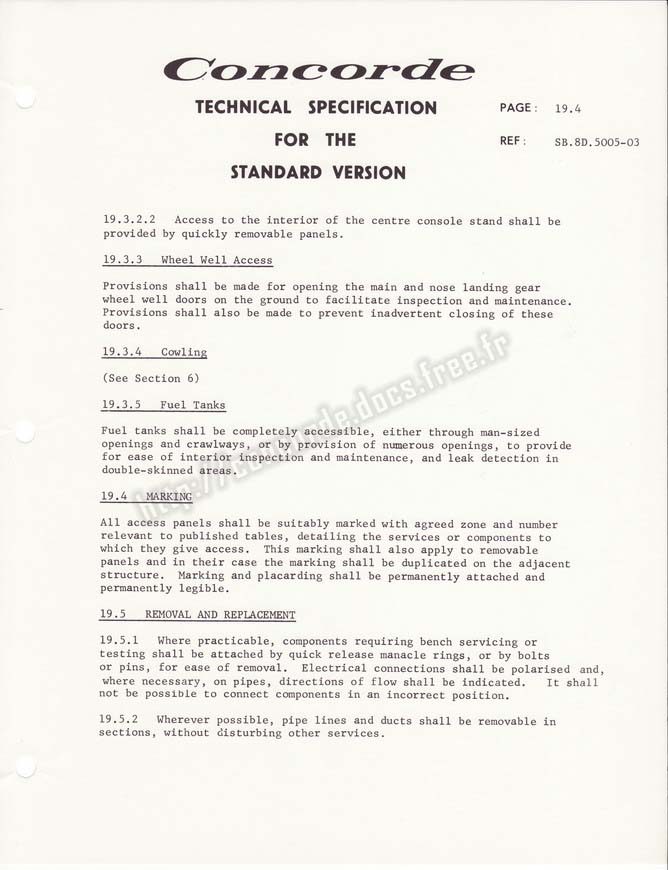 Concorde
TECHNICAL SPECIFICATION
FOR THE
STANDARD VERSION
PAGE: 19.4
REF: SB.8D.5005-03
19.3.2.2 Access to the interior of the centre console stand shall be
provided by quickly removable panels.
19.3.3 Wheel Well Access
Provisions shall be made for opening the main and nose landing gear
wheel well doors on the ground to facilitate inspection and maintenance.
Provisions shall also be made to prevent inadvertent closing of these
doors.
19.3.4 Cowling
(See Section 6)
19.3.5 Fuel Tanks
Fuel tanks shall be completely accessible, either through man-sized
openings and crawlways, or by provision of numerous openings, to provide
for ease of interior inspection and maintenance, and leak detection in
double-skinned areas.
19.4 MARKING
All access panels shall be suitably marked with agreed zone and number
relevant to published tables, detailing the services or components to
which they give access. This marking shall also apply to removable
panels and in their case the marking shall be duplicated on the adjacent
structure. Marking and placarding shall be permanently attached and
permanently legible.
19.5 REMOVAL AND REPLACEMENT
19.5.1 Where practicable, components requiring bench servicing or
testing shall be attached by quick release manacle rings, or by bolts
or pins, for ease of removal. Electrical connections shall be polarised and,
where necessary, on pipes, directions of flow shall be indicated. It shall
not be possible to connect components in an incorrect position.
19.5.2 Wherever possible, pipe lines and ducts shall be removable in
sections, without disturbing other services.
http://concorde.docs.free.fr